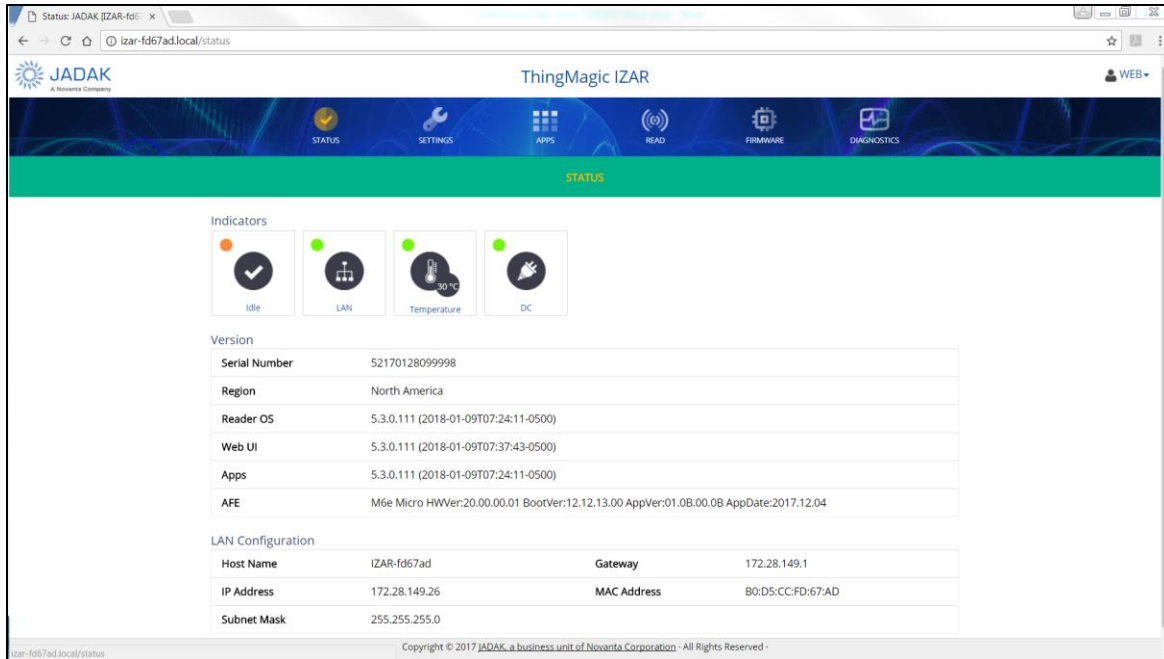 Status: JADAK [IZAR-fd6
izar-fd67ad.local/status
JADAK
A Novanta Company
ThingMagic IZAR
WEB
STATUS
SETTINGS
APPS
READ
FIRMWARE
DIAGNOSTICS
STATUS
Indicators
30 °C
Idle
LAN
Temperature
DC
Version
Serial Number 52170128099998
Region North America
Reader OS 5.3.0.111 (2018-01-09T07:24:11-0500)
Web UI 5.3.0.111 (2018-01-09T07:37:43-0500)
Apps 5.3.0.111 (2018-01-09T07:24:11-0500)
AFE M6e Micro HWVer:20.00.00.01 BootVer:12.12.13.00 AppVer:01.0B.00.0B AppDate:2017.12.04
LAN Configuration
Host Name IZAR-fd67ad Gateway 172.28.149.1
IP Address 172.28.149.26 MAC Address B0:D5:CC:FD:67:AD
Subnet Mask 255.255.255.0
Copyright © 2017 JADAK, a business unit of Novanta Corporation - All Rights Reserved -
izar-fd67ad.local/status